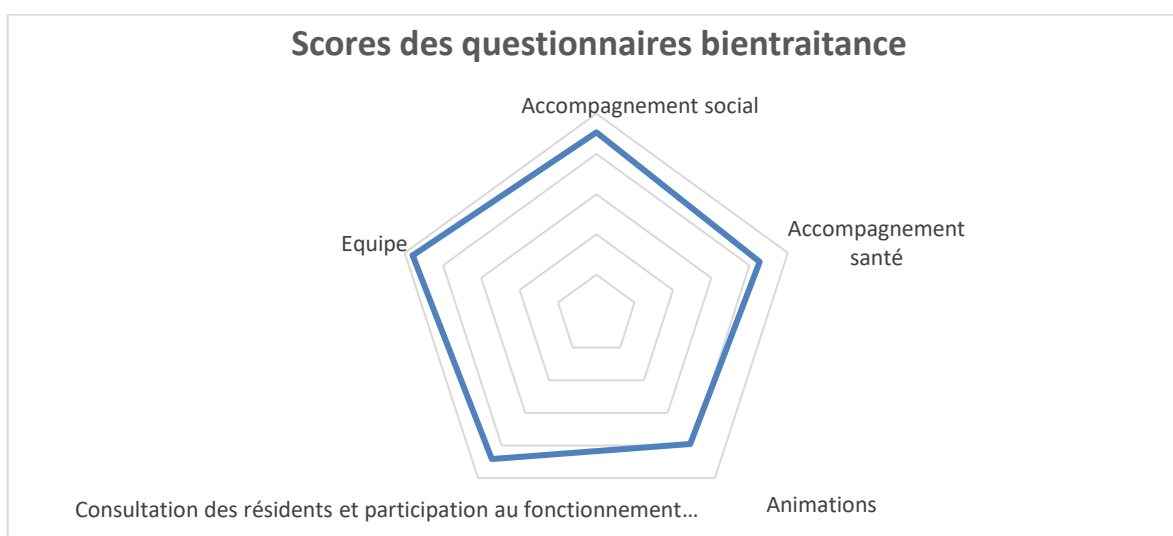 Scores des questionnaires bientraitance
Accompagnement social
Accompagnement
santé
Animations
Consultation des résidents et participation au fonctionnement…
Equipe